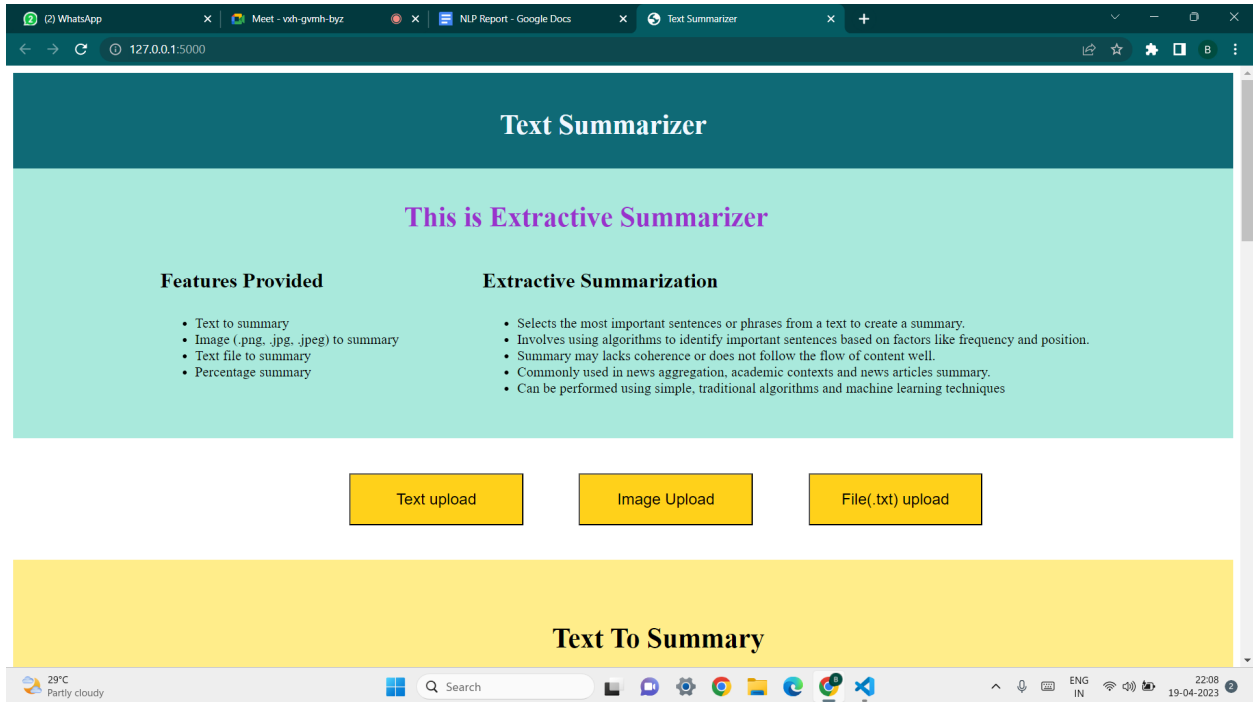 (2) WhatsApp
Meet - vxh-gvmh-byz
NLP Report - Google Docs
Text Summarizer
127.0.0.1:5000
B
Text Summarizer
This is Extractive Summarizer
Features Provided
Text to summary
Image (.png, .jpg, .jpeg) to summary
Text file to summary
Percentage summary
Extractive Summarization
Selects the most important sentences or phrases from a text to create a summary.
Involves using algorithms to identify important sentences based on factors like frequency and position.
Summary may lacks coherence or does not follow the flow of content well.
Commonly used in news aggregation, academic contexts and news articles summary.
Can be performed using simple, traditional algorithms and machine learning techniques
Text upload
Image Upload
File(.txt) upload
Text To Summary
29°C
Partly cloudy
Search
ENG
IN
22:08
19-04-2023
2